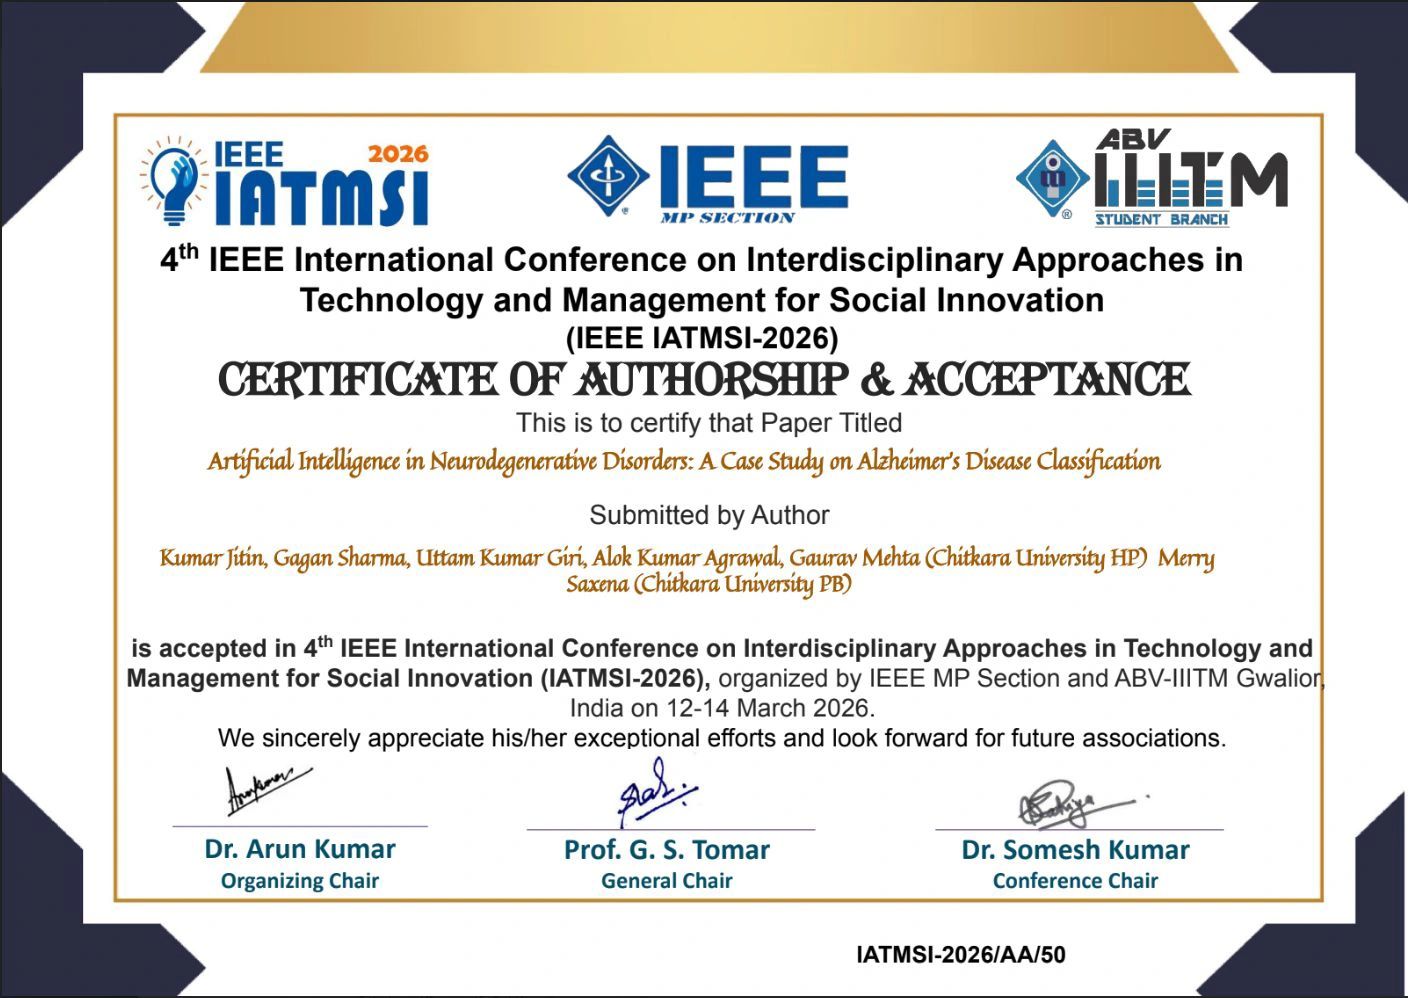 IEEE 2026
IATMSI
IEEE
MP SECTION
ABV
IIITM
STUDENT BRANCH
4th IEEE International Conference on Interdisciplinary Approaches in
Technology and Management for Social Innovation
(IEEE IATMSI-2026)
CERTIFICATE OF AUTHORSHIP & ACCEPTANCE
This is to certify that Paper Titled
Artificial Intelligence in Neurodegenerative Disorders: A Case Study on Alzheimer's Disease Classification
Submitted by Author
Kumar Jitin, Gagan Sharma, Uttam Kumar Giri, Alok Kumar Agrawal, Gaurav Mehta (Chitkara University HP) Merry
Saxena (Chitkara University PB)
is accepted in 4th IEEE International Conference on Interdisciplinary Approaches in Technology and
Management for Social Innovation (IATMSI-2026), organized by IEEE MP Section and ABV-IIITM Gwalior,
India on 12-14 March 2026.
We sincerely appreciate his/her exceptional efforts and look forward for future associations.
Dr. Arun Kumar
Organizing Chair
Prof. G. S. Tomar
General Chair
Dr. Somesh Kumar
Conference Chair
IATMSI-2026/AA/50